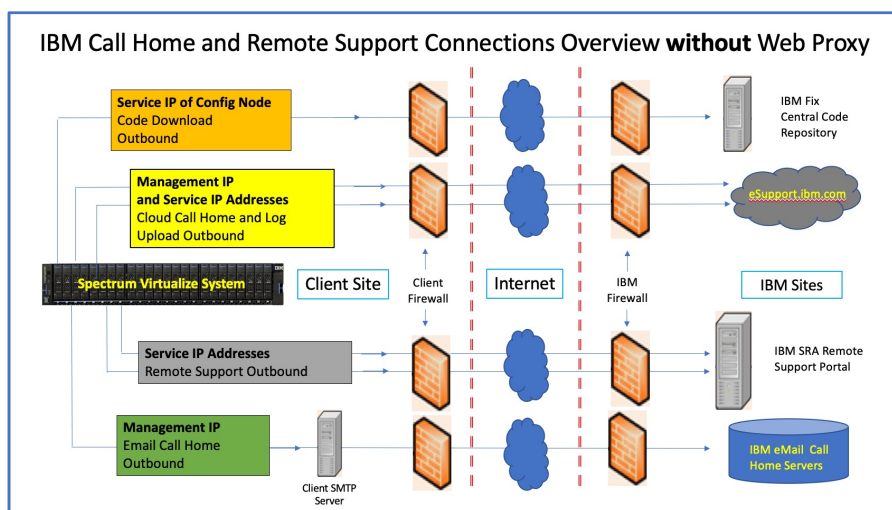 IBM Call Home and Remote Support Connections Overview without Web Proxy
Service IP of Config Node
Code Download
Outbound
IBM Fix
Central Code
Repository
Management IP
and Service IP Addresses
Cloud Call Home and Log
Upload Outbound
eSupport.ibm.com
Spectrum Virtualize System
Client Site
Client
Firewall
Internet
IBM
Firewall
IBM Sites
Service IP Addresses
Remote Support Outbound
IBM SRA Remote
Support Portal
Management IP
Email Call Home
Outbound
Client SMTP
Server
IBM eMail Call
Home Servers